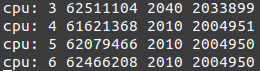 cpu: 3 62511104 2040 2033899
cpu: 4 61621368 2010 2004951
cpu: 5 62079466 2010 2004950
cpu: 6 62466208 2010 2004950